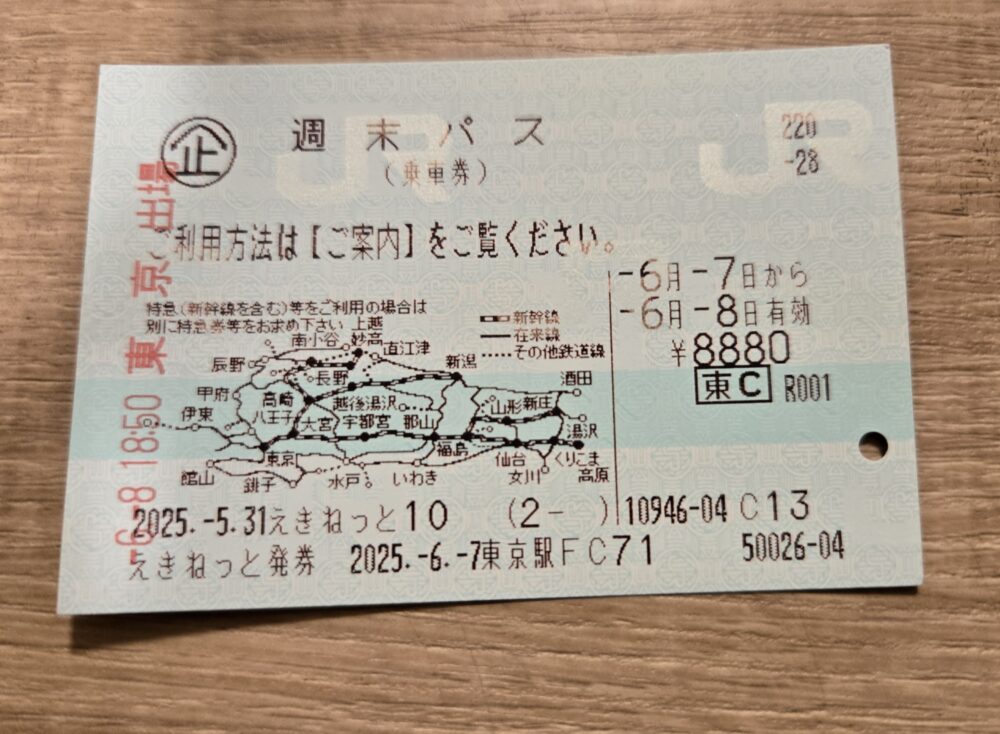 企 週末パス 220
(乗車券) -28
ご利用方法は【ご案内】をご覧ください。
-6月-7日から
-6月-8日有効
¥8880
東C R001
特急(新幹線を含む)等をご利用の場合は
別に特急券等をお求め下さい
新幹線
在来線
その他鉄道線
上越
南小谷 妙高 直江津
辰野 長野 新潟
甲府 高崎 越後湯沢 山形 新庄 酒田
伊東 八王子 大宮 宇都宮 郡山 福島 湯沢
東京 仙台 くりこま高原
館山 銚子 水戸 いわき 女川
2025.-5.31えきねっと10 (2- ) 10946-04 C13
えきねっと発券 2025.-6.-7東京駅FC71 50026-04
-6.-8 18:50 東京 出場
JR JR